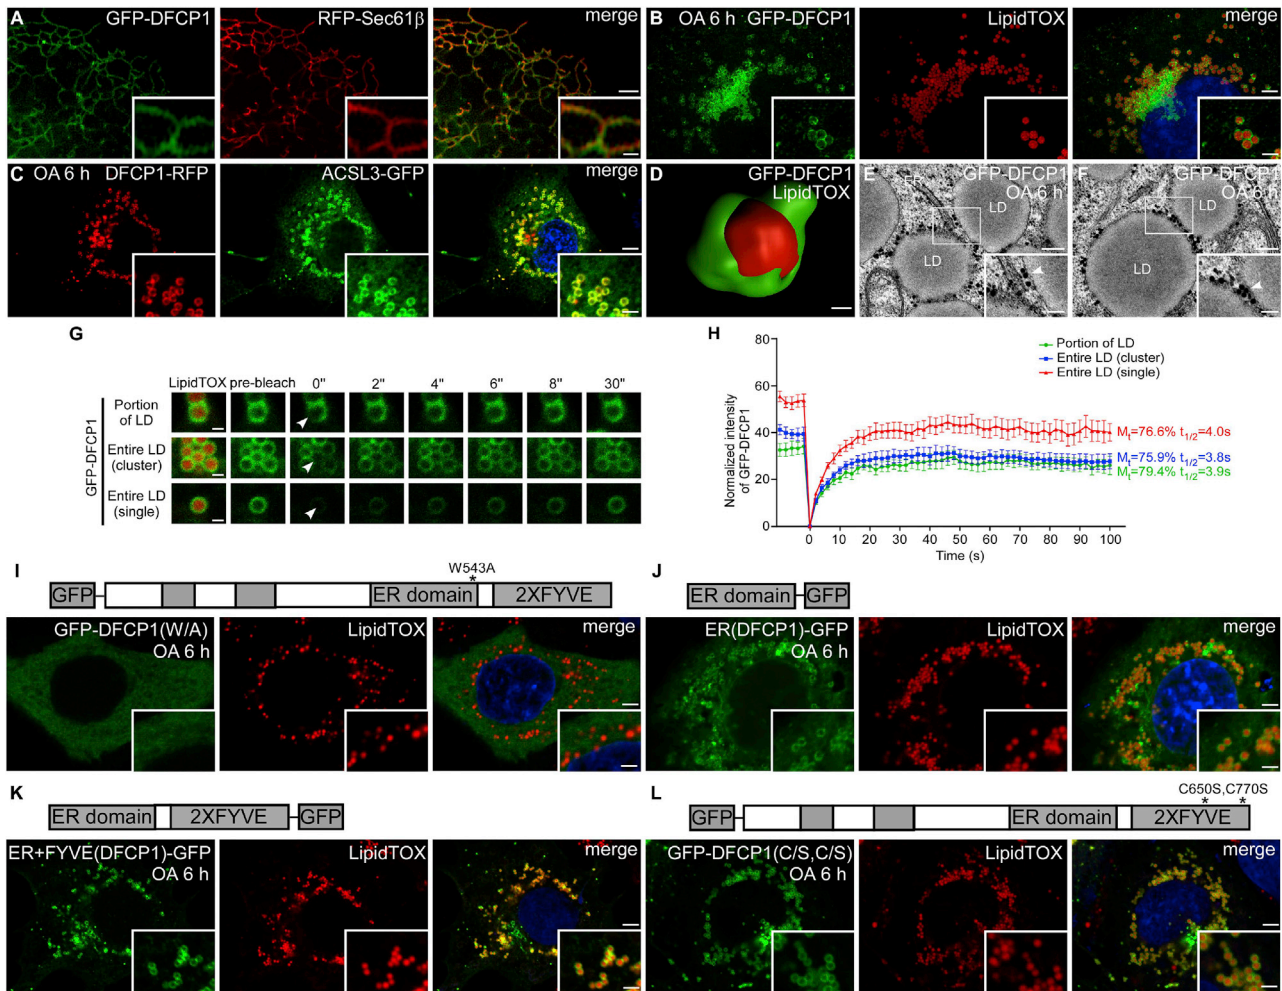 A GFP-DFCP1 RFP-Sec61β merge
B OA 6 h GFP-DFCP1 LipidTOX merge
C OA 6 h DFCP1-RFP ACSL3-GFP merge
D GFP-DFCP1
LipidTOX
E GFP-DFCP1
OA 6 h
LD
LD
F GFP-DFCP1
OA 6 h
LD
LD
G
LipidTOX pre-bleach 0" 2" 4" 6" 8" 30"
GFP-DFCP1
Portion
of LD
Entire LD
(cluster)
Entire LD
(single)
H
Normalized intensity
of GFP-DFCP1
80
60
40
20
0
0 10 20 30 40 50 60 70 80 90 100
Time (s)
Portion of LD
Entire LD (cluster)
Entire LD (single)
Mt=76.6% t1/2=4.0s
Mt=75.9% t1/2=3.8s
Mt=79.4% t1/2=3.9s
I
W543A
*
GFP ER domain 2XFYVE
GFP-DFCP1(W/A)
OA 6 h
LipidTOX merge
J
ER domain GFP
ER(DFCP1)-GFP
OA 6 h
LipidTOX merge
K
ER domain 2XFYVE GFP
ER+FYVE(DFCP1)-GFP
OA 6 h
LipidTOX merge
L
C650S,C770S
* *
GFP ER domain 2XFYVE
GFP-DFCP1(C/S,C/S)
OA 6 h
LipidTOX merge